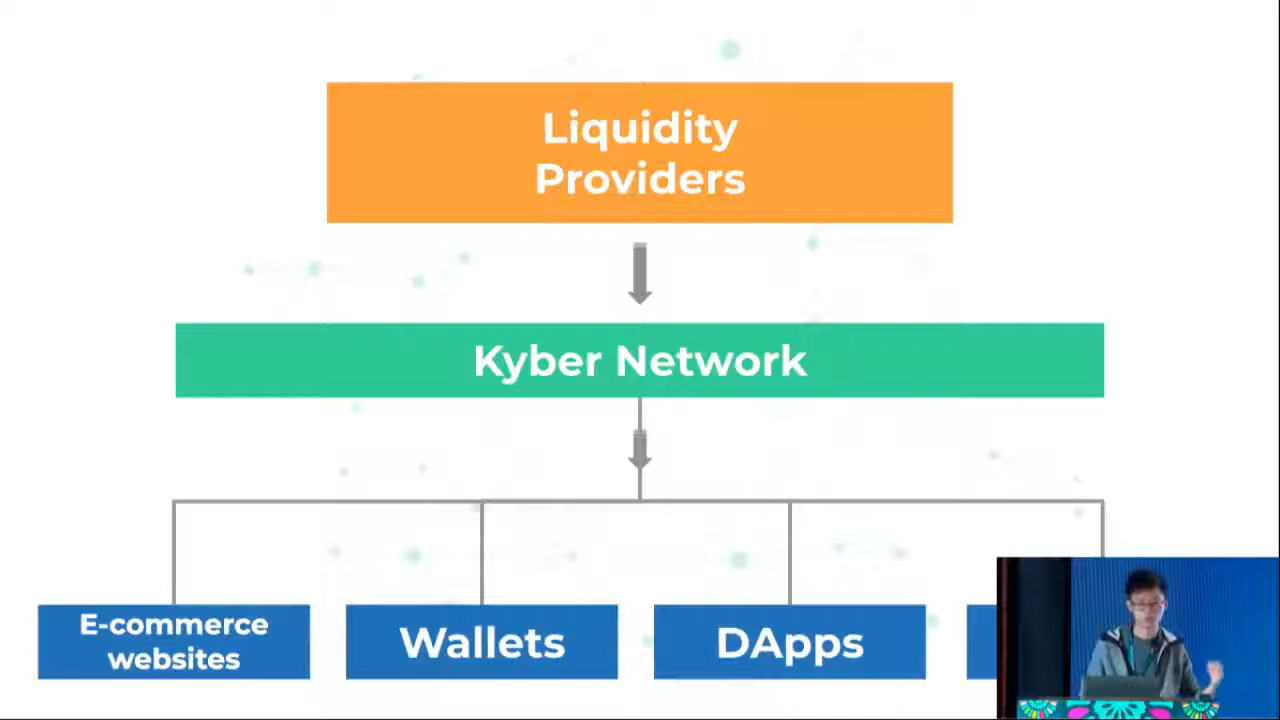 Liquidity
Providers
Kyber Network
E-commerce
websites
Wallets
DApps